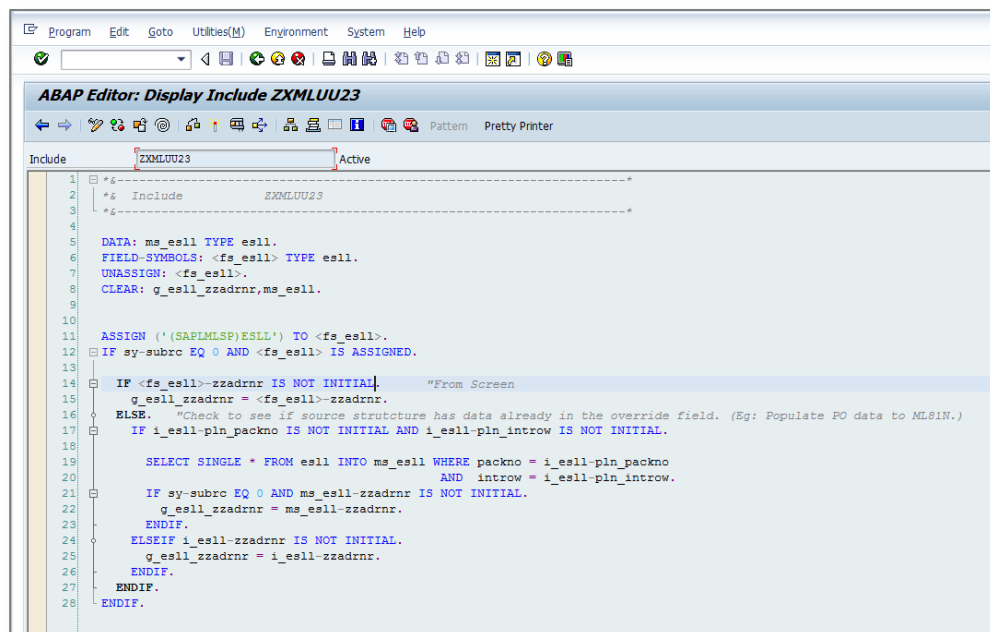 Program Edit Goto Utilities(M) Environment System Help
ABAP Editor: Display Include ZXMLUU23
Pattern Pretty Printer
Include ZXMLUU23 Active
1 *&---------------------------------------------------------------------*
2 *& Include ZXMLUU23
3 *&---------------------------------------------------------------------*
4
5 DATA: ms_esll TYPE esll.
6 FIELD-SYMBOLS: <fs_esll> TYPE esll.
7 UNASSIGN: <fs_esll>.
8 CLEAR: g_esll_zzadrnr,ms_esll.
9
10
11 ASSIGN ('(SAPLMLSP)ESLL') TO <fs_esll>.
12 IF sy-subrc EQ 0 AND <fs_esll> IS ASSIGNED.
13
14 IF <fs_esll>-zzadrnr IS NOT INITIAL. "From Screen
15 g_esll_zzadrnr = <fs_esll>-zzadrnr.
16 ELSE. "Check to see if source strutcture has data already in the override field. (Eg: Populate PO data to ML81N.)
17 IF i_esll-pln_packno IS NOT INITIAL AND i_esll-pln_introw IS NOT INITIAL.
18
19 SELECT SINGLE * FROM esll INTO ms_esll WHERE packno = i_esll-pln_packno
20 AND introw = i_esll-pln_introw.
21 IF sy-subrc EQ 0 AND ms_esll-zzadrnr IS NOT INITIAL.
22 g_esll_zzadrnr = ms_esll-zzadrnr.
23 ENDIF.
24 ELSEIF i_esll-zzadrnr IS NOT INITIAL.
25 g_esll_zzadrnr = i_esll-zzadrnr.
26 ENDIF.
27 ENDIF.
28 ENDIF.